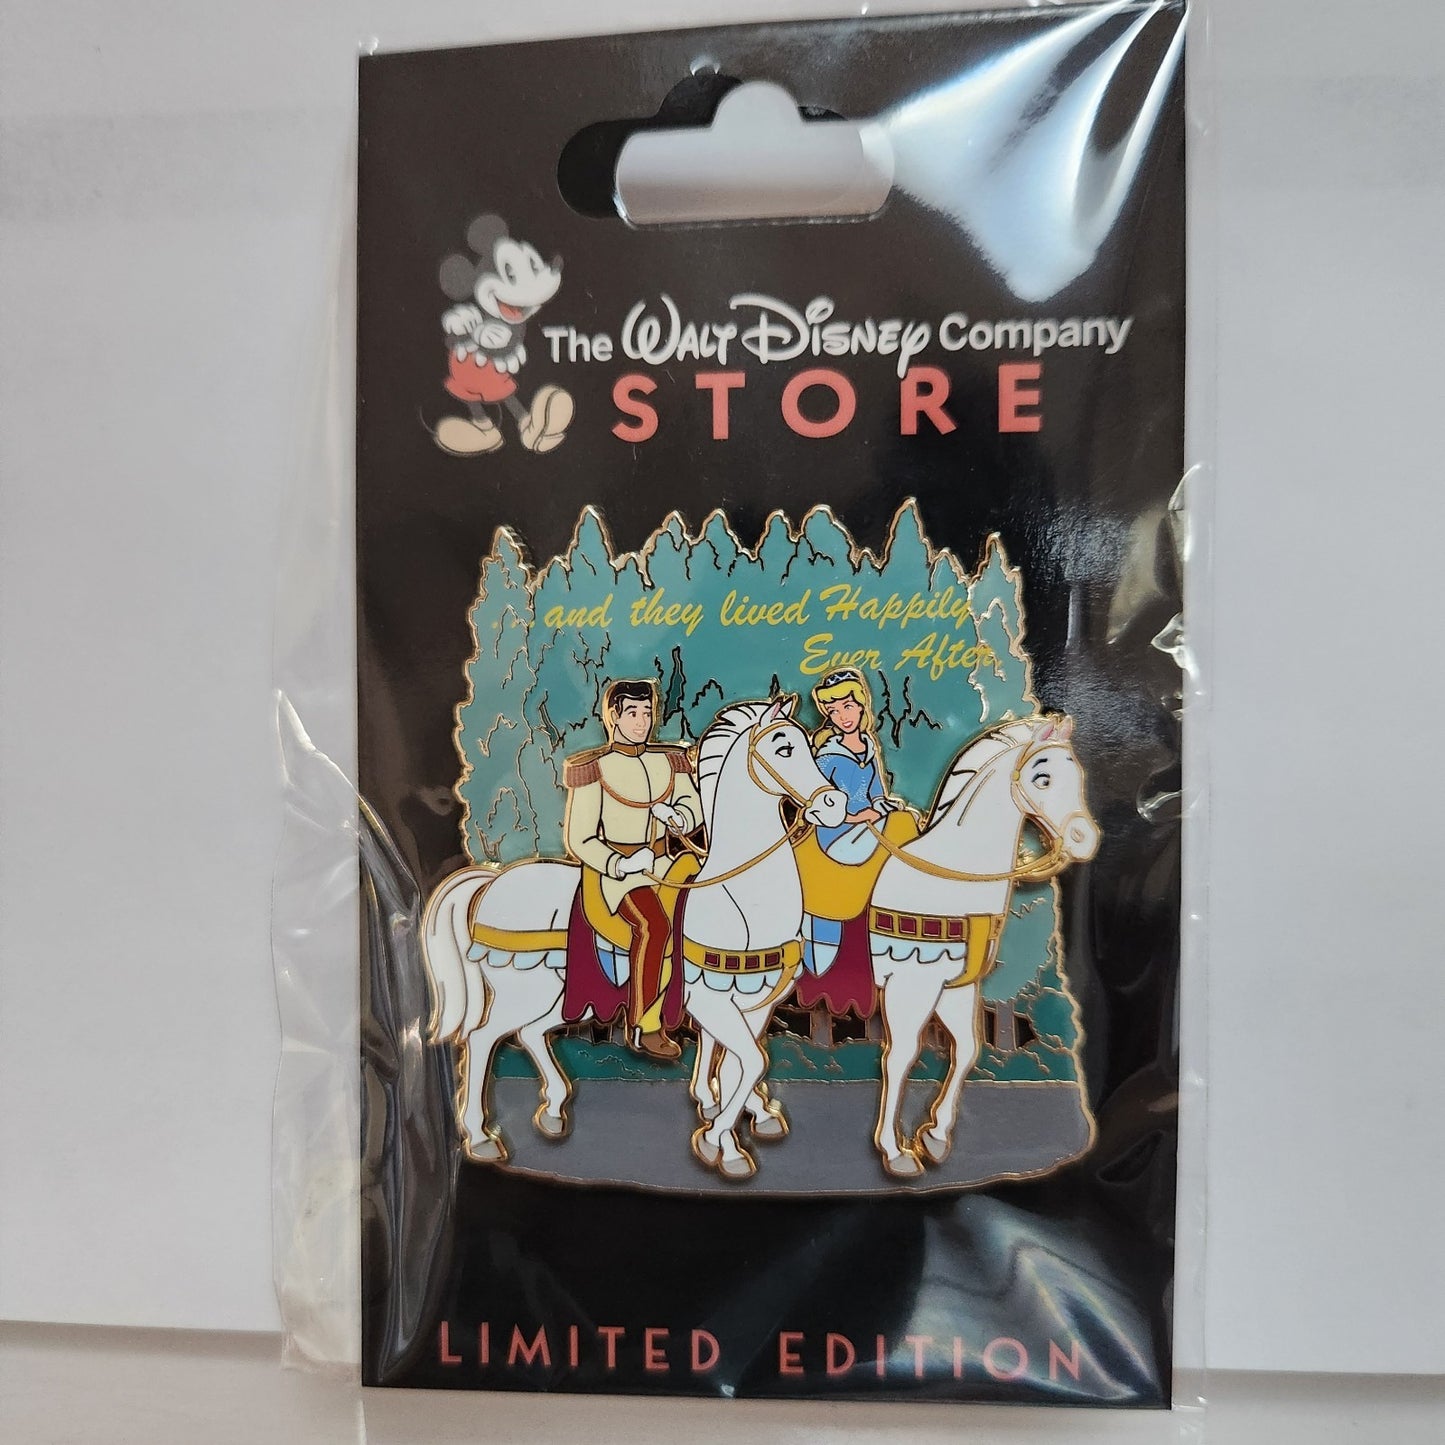 The WALT DISNEY Company
STORE
... and they lived Happily
Ever After
LIMITED EDITION